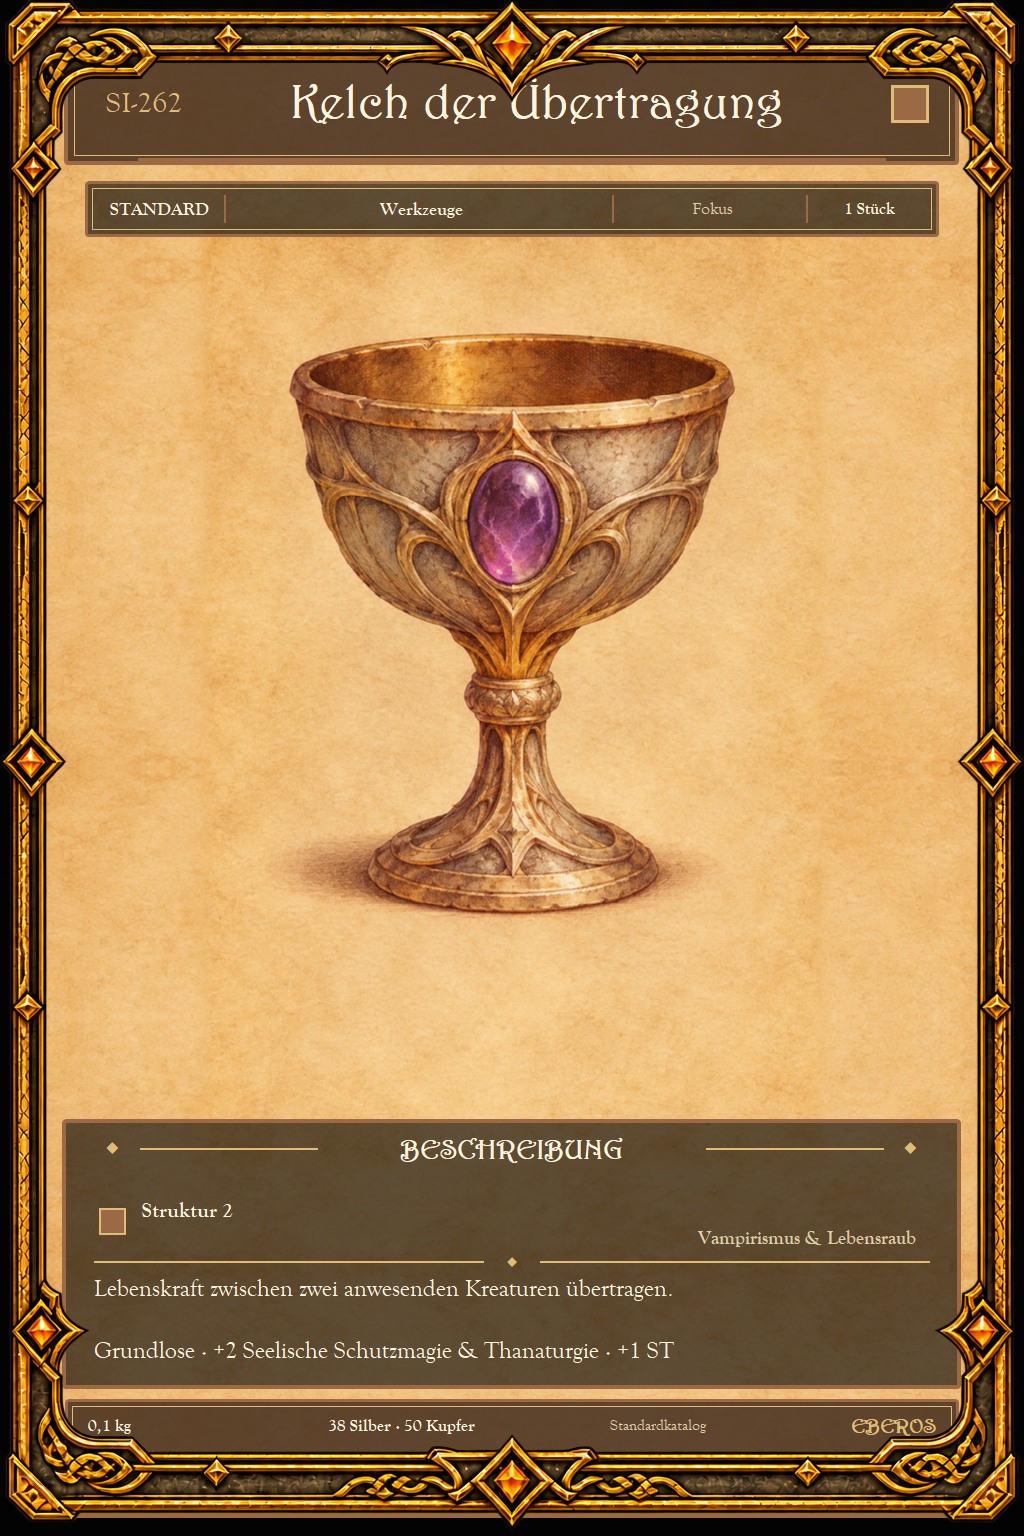 SI-262
Kelch der Übertragung
STANDARD
Werkzeuge
Fokus
1 Stück
BESCHREIBUNG
Struktur 2
Vampirismus & Lebensraub
Lebenskraft zwischen zwei anwesenden Kreaturen übertragen.
Grundlose · +2 Seelische Schutzmagie & Thanaturgie · +1 ST
0,1 kg
38 Silber · 50 Kupfer
Standardkatalog
EBEROS